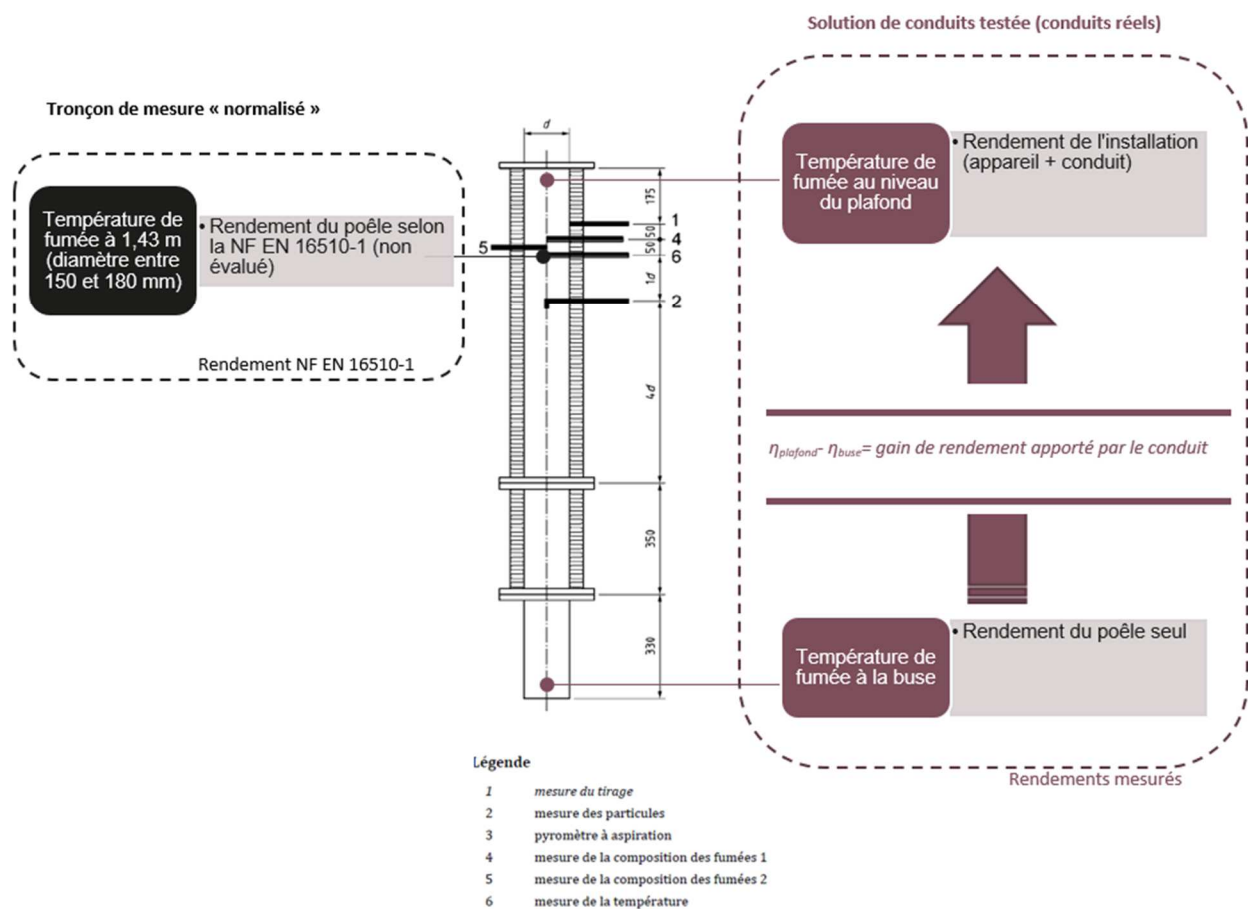 Solution de conduits testée (conduits réels)
Tronçon de mesure « normalisé »
Température de
fumée à 1,43 m
(diamètre entre
150 et 180 mm)
• Rendement du poêle selon
la NF EN 16510-1 (non
évalué)
Rendement NF EN 16510-1
d
175
50
50
1d
4d
350
330
1
4
5
6
2
Température de
fumée au niveau
du plafond
• Rendement de l'installation
(appareil + conduit)
ηplafond- ηbuse= gain de rendement apporté par le conduit
Température de
fumée à la buse
• Rendement du poêle seul
Rendements mesurés
Légende
1 mesure du tirage
2 mesure des particules
3 pyromètre à aspiration
4 mesure de la composition des fumées 1
5 mesure de la composition des fumées 2
6 mesure de la température